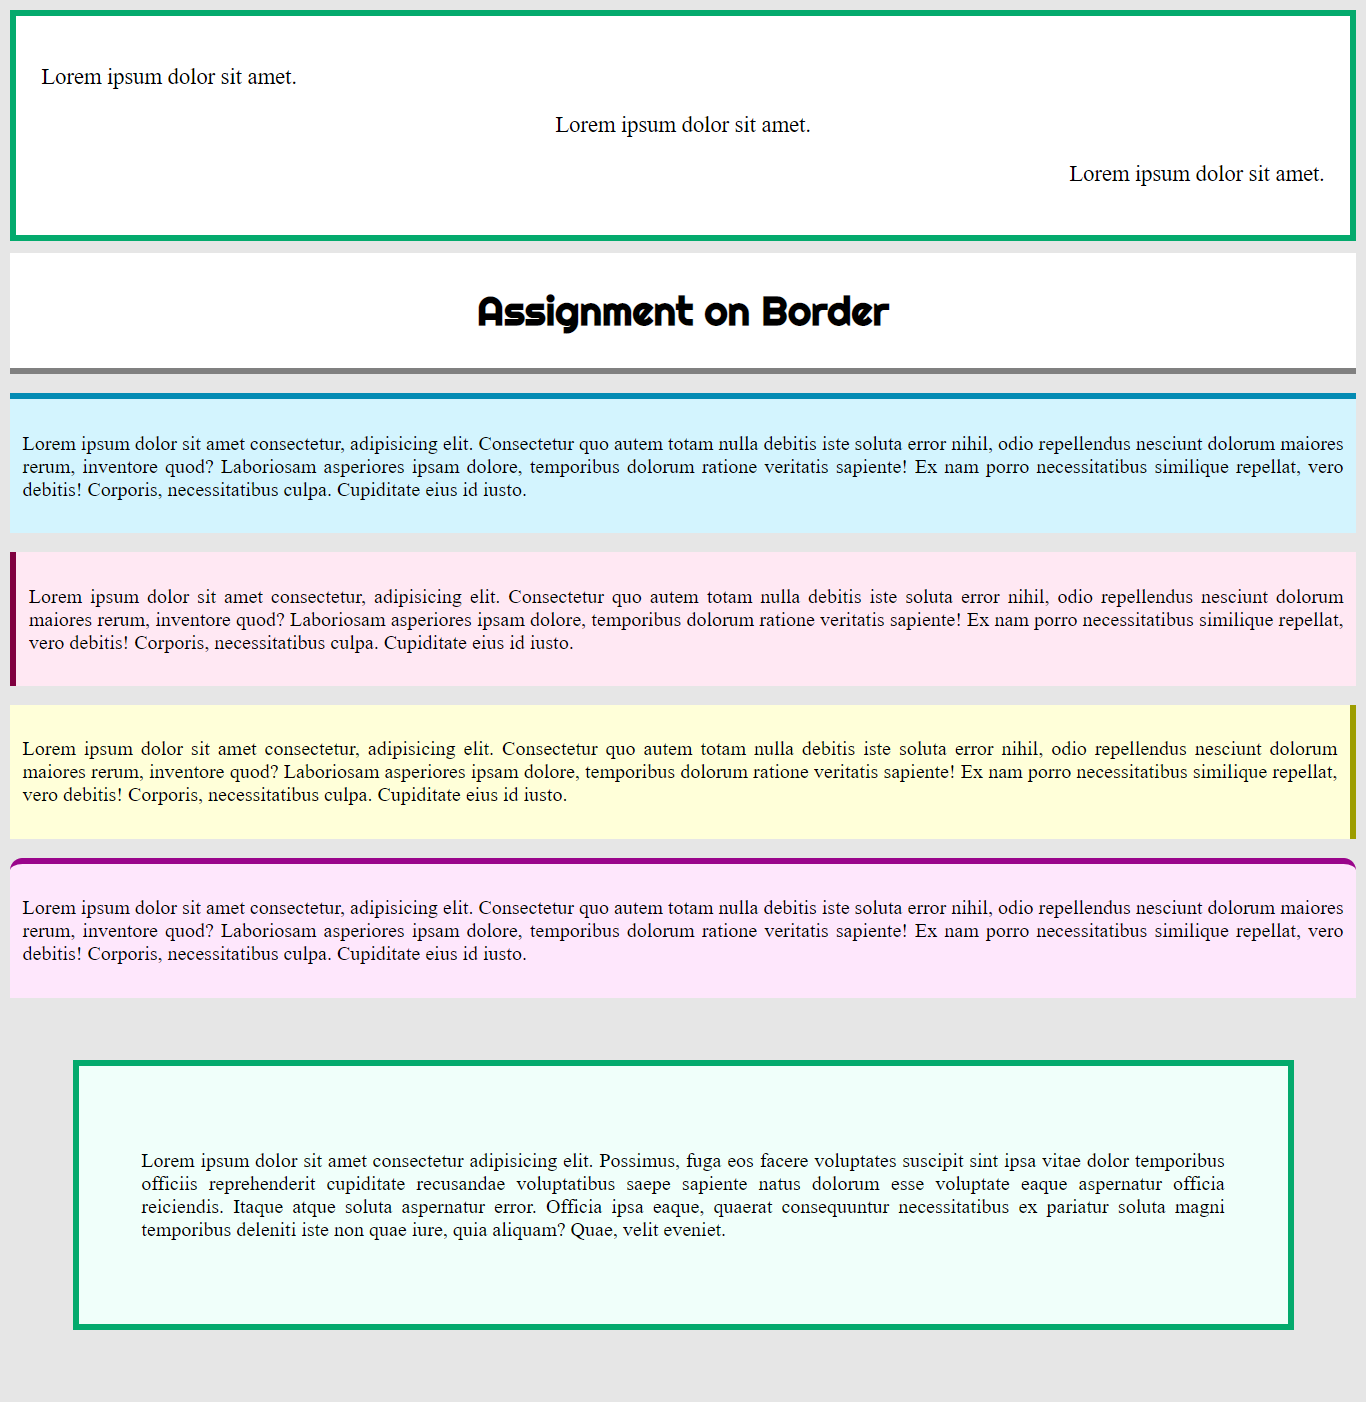 Lorem ipsum dolor sit amet.
Lorem ipsum dolor sit amet.
Lorem ipsum dolor sit amet.
Assignment on Border
Lorem ipsum dolor sit amet consectetur, adipisicing elit. Consectetur quo autem totam nulla debitis iste soluta error nihil, odio repellendus nesciunt dolorum maiores
rerum, inventore quod? Laboriosam asperiores ipsam dolore, temporibus dolorum ratione veritatis sapiente! Ex nam porro necessitatibus similique repellat, vero
debitis! Corporis, necessitatibus culpa. Cupiditate eius id iusto.
Lorem ipsum dolor sit amet consectetur, adipisicing elit. Consectetur quo autem totam nulla debitis iste soluta error nihil, odio repellendus nesciunt dolorum
maiores rerum, inventore quod? Laboriosam asperiores ipsam dolore, temporibus dolorum ratione veritatis sapiente! Ex nam porro necessitatibus similique repellat,
vero debitis! Corporis, necessitatibus culpa. Cupiditate eius id iusto.
Lorem ipsum dolor sit amet consectetur, adipisicing elit. Consectetur quo autem totam nulla debitis iste soluta error nihil, odio repellendus nesciunt dolorum
maiores rerum, inventore quod? Laboriosam asperiores ipsam dolore, temporibus dolorum ratione veritatis sapiente! Ex nam porro necessitatibus similique repellat,
vero debitis! Corporis, necessitatibus culpa. Cupiditate eius id iusto.
Lorem ipsum dolor sit amet consectetur, adipisicing elit. Consectetur quo autem totam nulla debitis iste soluta error nihil, odio repellendus nesciunt dolorum maiores
rerum, inventore quod? Laboriosam asperiores ipsam dolore, temporibus dolorum ratione veritatis sapiente! Ex nam porro necessitatibus similique repellat, vero
debitis! Corporis, necessitatibus culpa. Cupiditate eius id iusto.
Lorem ipsum dolor sit amet consectetur adipisicing elit. Possimus, fuga eos facere voluptates suscipit sint ipsa vitae dolor temporibus
officiis reprehenderit cupiditate recusandae voluptatibus saepe sapiente natus dolorum esse voluptate eaque aspernatur officia
reiciendis. Itaque atque soluta aspernatur error. Officia ipsa eaque, quaerat consequuntur necessitatibus ex pariatur soluta magni
temporibus deleniti iste non quae iure, quia aliquam? Quae, velit eveniet.